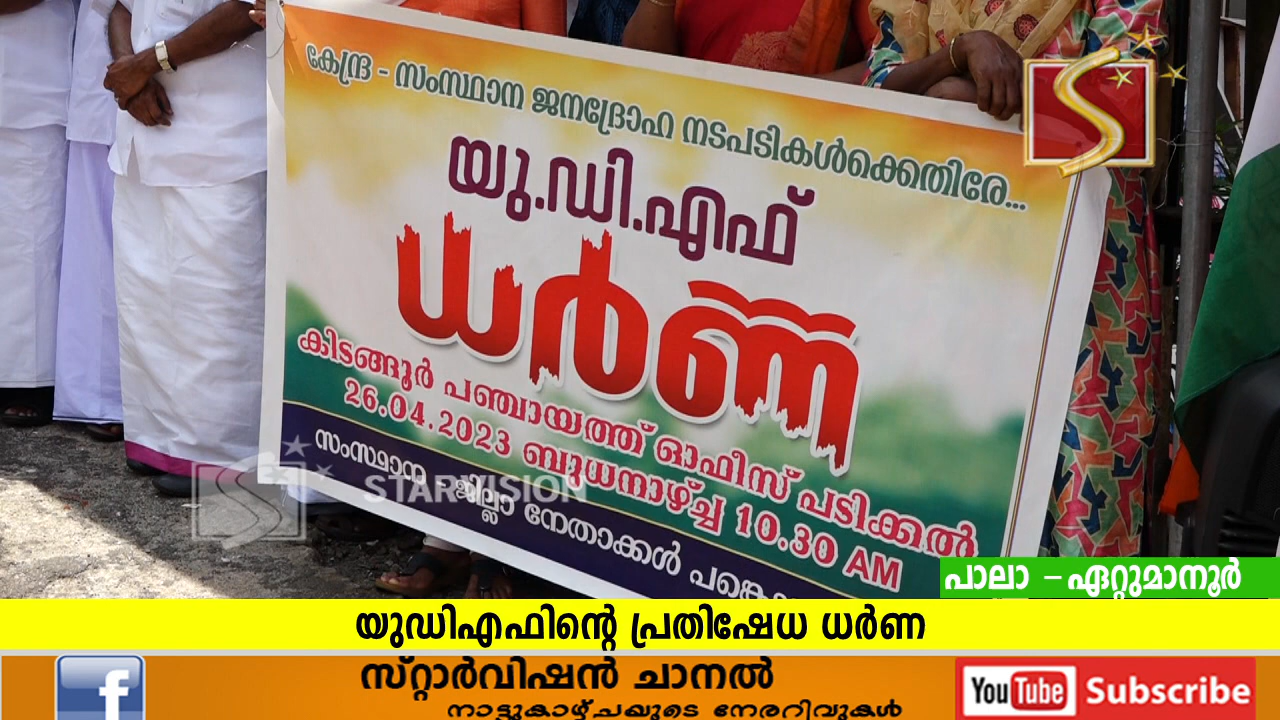 കേന്ദ്ര - സംസ്ഥാന ജനദ്രോഹ നടപടികൾക്കെതിരേ...
യു.ഡി.എഫ്
ധർണ്ണ
കിടങ്ങൂർ പഞ്ചായത്ത് ഓഫീസ് പടിക്കൽ
26.04.2023 ബുധനാഴ്ച്ച 10.30 AM
സംസ്ഥാന - ജില്ലാ നേതാക്കൾ
STARVISION
പാലാ - ഏറ്റുമാനൂർ
യുഡിഎഫിന്റെ പ്രതിഷേധ ധർണ
സ്റ്റാർവിഷൻ ചാനൽ
നാട്ടുകാഴ്ചയുടെ നേരറിവുകൾ
f
YouTube Subscribe